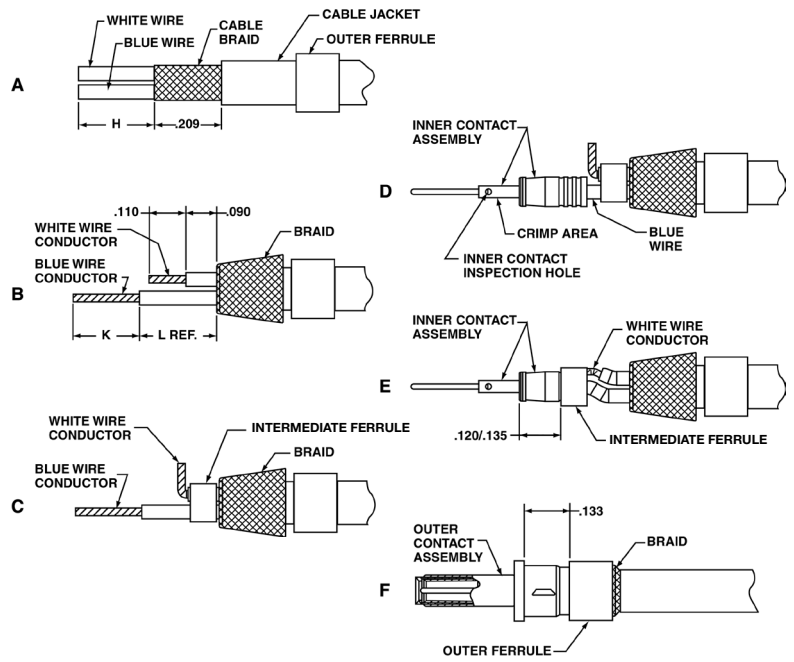 WHITE WIRE
BLUE WIRE
CABLE
BRAID
CABLE JACKET
OUTER FERRULE
A
H
.209
.110
.090
WHITE WIRE
CONDUCTOR
BRAID
BLUE WIRE
CONDUCTOR
B
K
L REF.
WHITE WIRE
CONDUCTOR
INTERMEDIATE FERRULE
BRAID
BLUE WIRE
CONDUCTOR
C
INNER CONTACT
ASSEMBLY
D
CRIMP AREA
BLUE
WIRE
INNER CONTACT
INSPECTION HOLE
INNER CONTACT
ASSEMBLY
WHITE WIRE
CONDUCTOR
E
.120/.135
INTERMEDIATE FERRULE
.133
OUTER
CONTACT
ASSEMBLY
BRAID
F
OUTER FERRULE